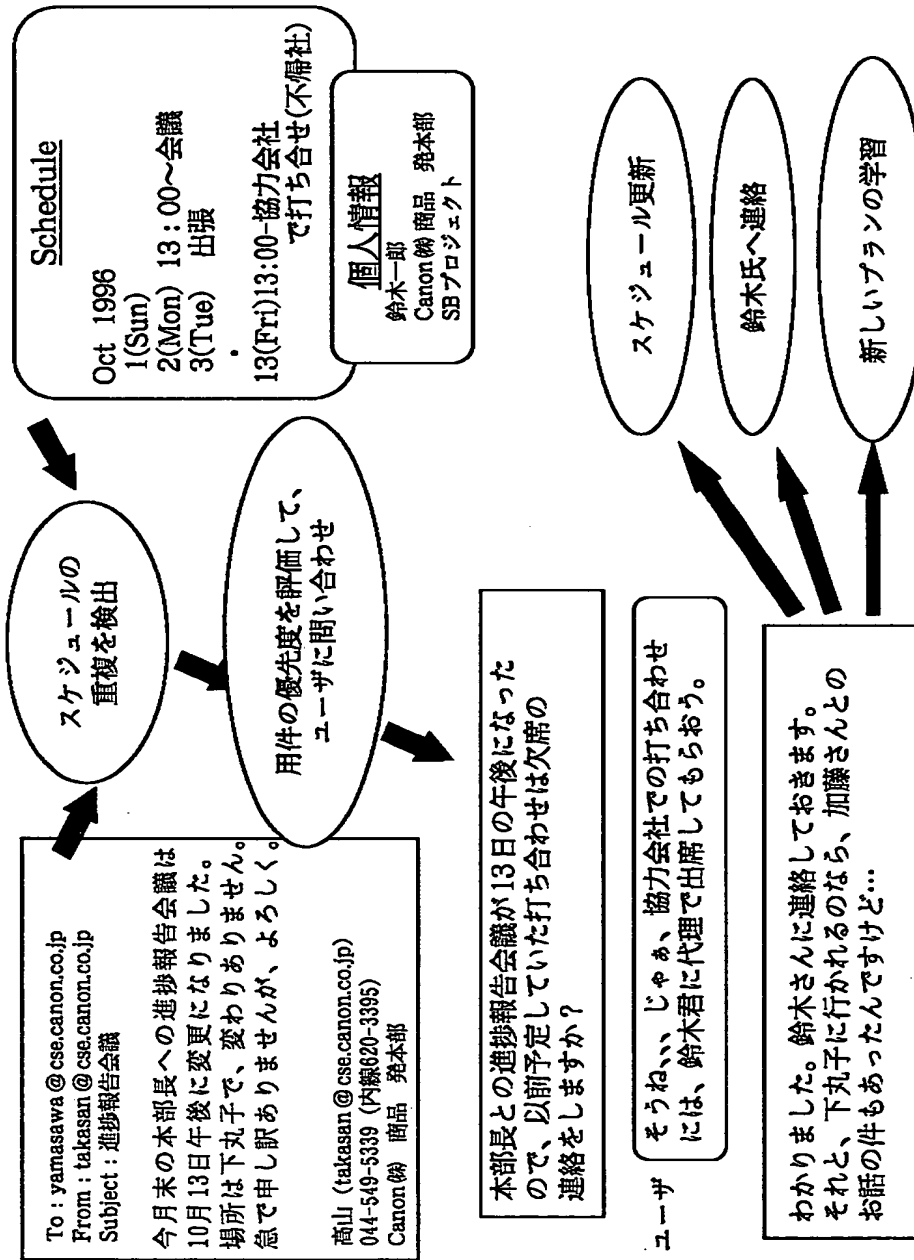 To : yamasawa@cse.canon.co.jp
From : takasan@cse.canon.co.jp
Subject : 進捗報告会議
今月末の本部長への進捗報告会議は
10月13日午後に変更になりました。
場所は下丸子で、変わりありません。
急で申し訳ありませんが、よろしく。
高山 (takasan@cse.canon.co.jp)
044-549-5339 (内線620-3395)
Canon㈱ 商品 発本部
スケジュールの
重複を検出
Schedule
Oct 1996
1(Sun)
2(Mon) 13:00~会議
3(Tue) 出張
13(Fri)13:00-協力会社
で打ち合せ(不帰社)
個人情報
鈴木一郎
Canon㈱ 商品 発本部
SBプロジェクト
用件の優先度を評価して、
ユーザに問い合わせ
本部長との進捗報告会議が13日の午後になった
ので、以前予定していた打ち合わせは欠席の
連絡をしますか?
ユーザ
そうね、、、じゃぁ、協力会社での打ち合わせ
には、鈴木君に代理で出席してもらおう。
わかりました。鈴木さんに連絡しておきます。
それと、下丸子に行かれるのなら、加藤さんとの
お話の件もあったんですけど…
スケジュール更新
鈴木氏へ連絡
新しいプランの学習